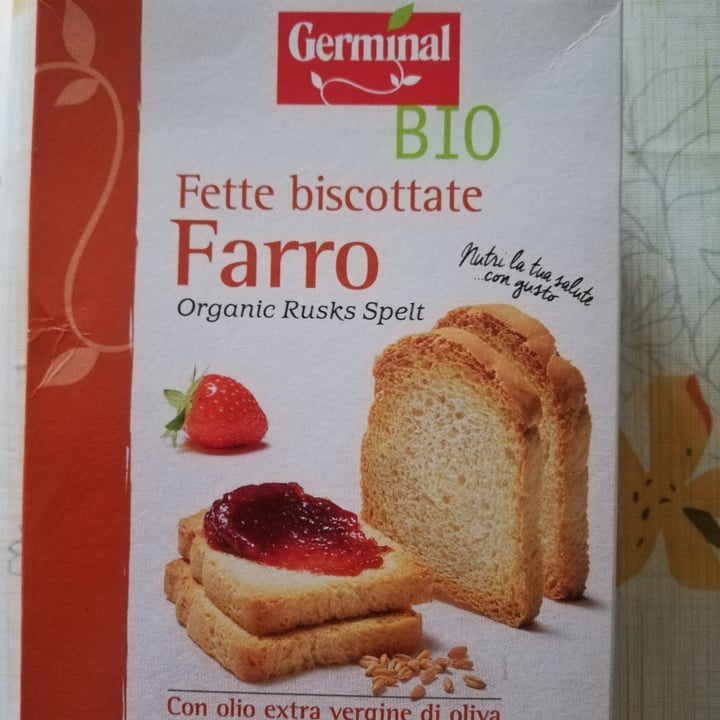 Germinal
BIO
Fette biscottate
Farro
Organic Rusks Spelt
Nutri la tua salute
...con gusto
Con olio extra vergine di oliva